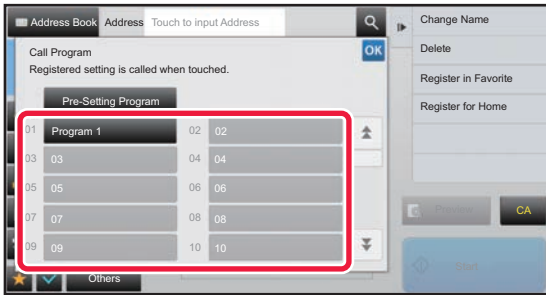 Address Book Address Touch to input Address
Change Name
Call Program OK
Delete
Registered setting is called when touched.
Register in Favorite
Pre-Setting Program
Register for Home
01 Program 1 02 02
03 03 04 04
05 05 06 06
07 07 08 08
Preview CA
09 09 10 10
Start
Others